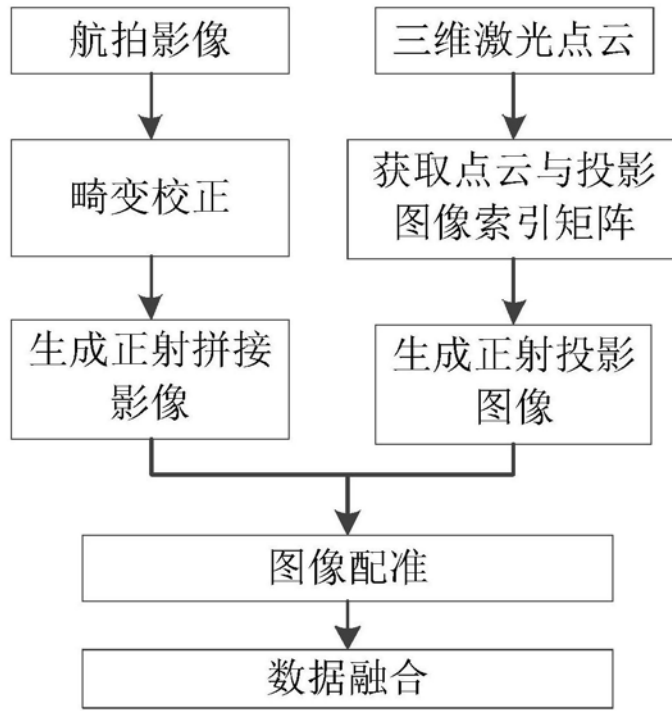 航拍影像
三维激光点云
畸变校正
获取点云与投影
图像索引矩阵
生成正射拼接
影像
生成正射投影
图像
图像配准
数据融合